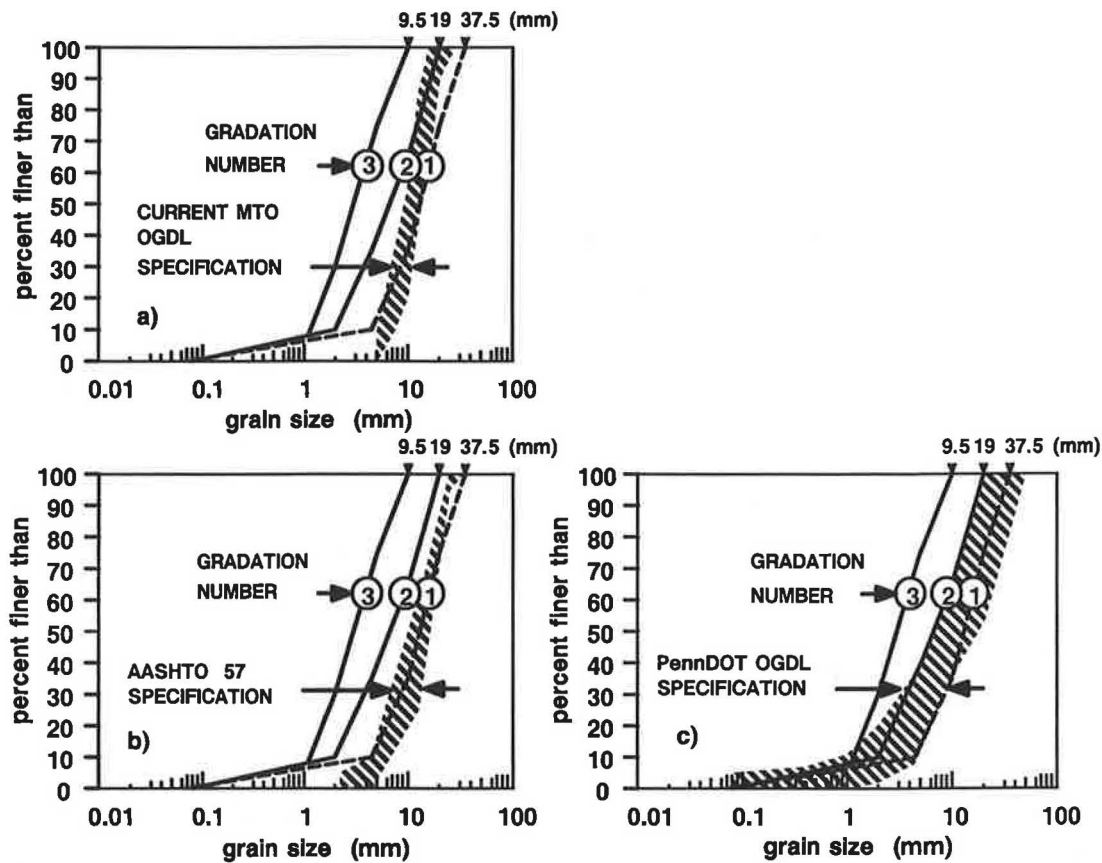 9.5 19 37.5 (mm)
100
90
80
70
60
50
40
30
20
10
0
percent finer than
GRADATION
NUMBER
3 2 1
CURRENT MTO
OGDL
SPECIFICATION
a)
0.01 0.1 1 10 100
grain size (mm)
9.5 19 37.5 (mm)
100
90
80
70
60
50
40
30
20
10
0
percent finer than
GRADATION
NUMBER
3 2 1
AASHTO 57
SPECIFICATION
b)
0.01 0.1 1 10 100
grain size (mm)
9.5 19 37.5 (mm)
100
90
80
70
60
50
40
30
20
10
0
percent finer than
GRADATION
NUMBER
3 2 1
PennDOT OGDL
SPECIFICATION
c)
0.01 0.1 1 10 100
grain size (mm)